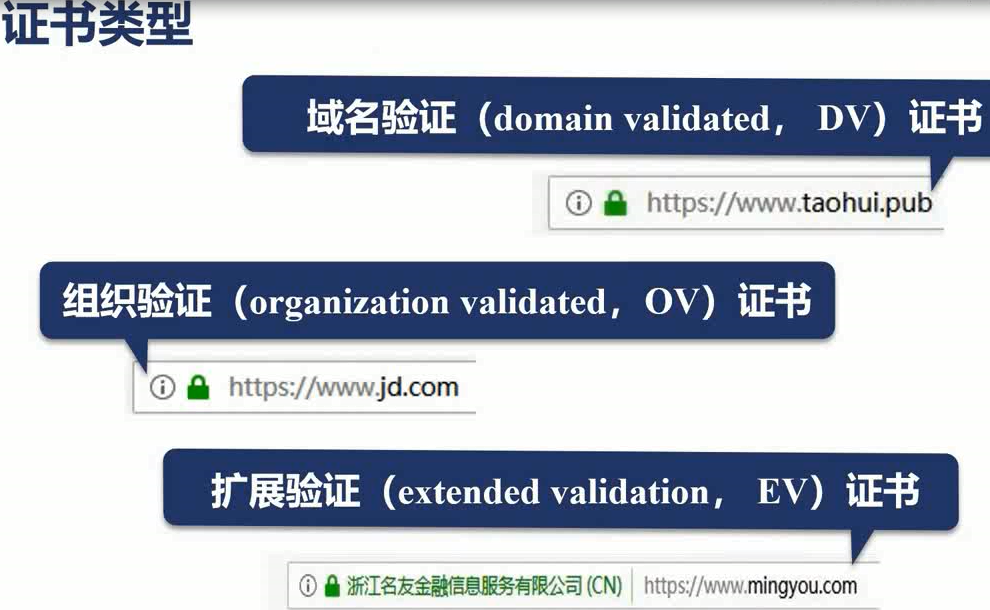 证书类型
域名验证（domain validated， DV）证书
https://www.taohui.pub
组织验证（organization validated，OV）证书
https://www.jd.com
扩展验证（extended validation， EV）证书
浙江名友金融信息服务有限公司 (CN) https://www.mingyou.com